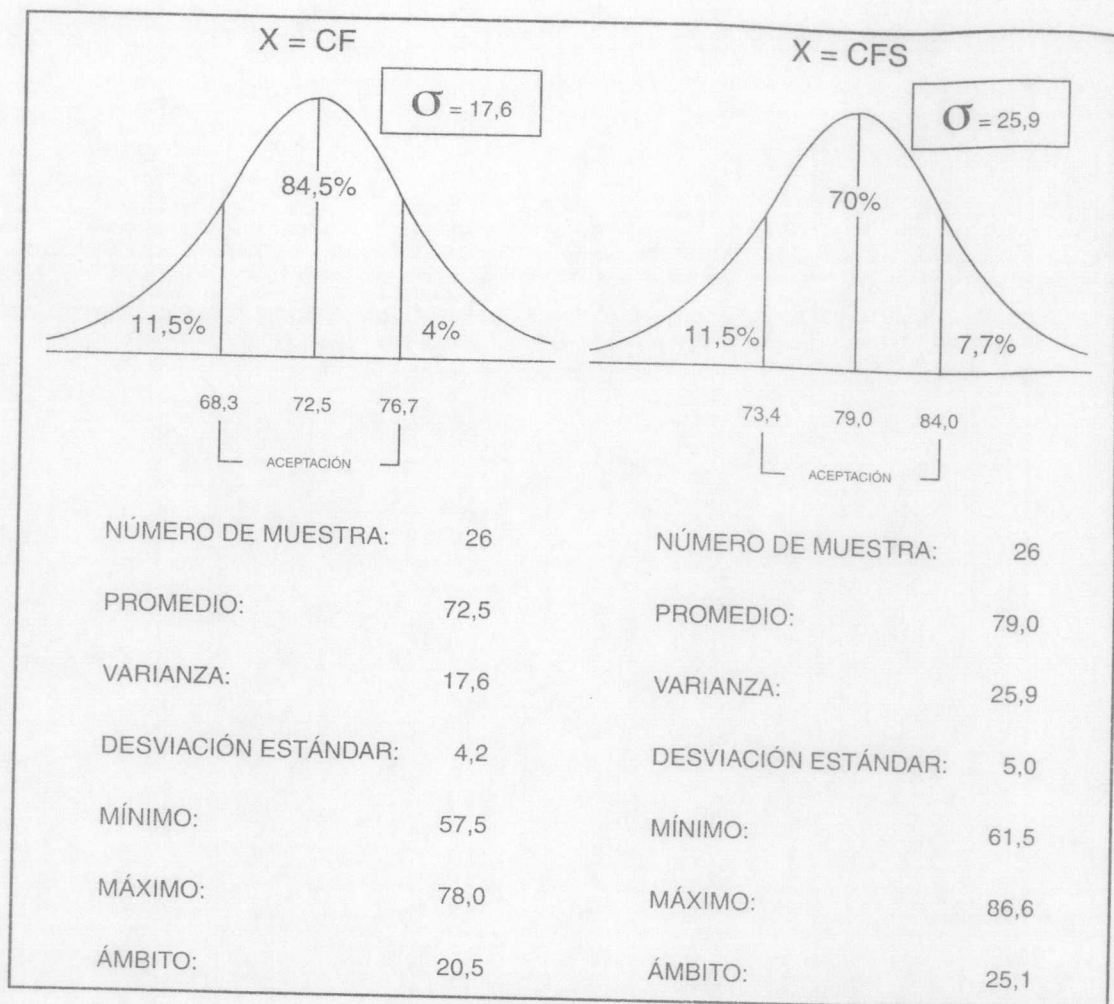 X = CF
σ = 17,6
84,5%
11,5%
4%
68,3 72,5 76,7
ACEPTACIÓN
NÚMERO DE MUESTRA: 26
PROMEDIO: 72,5
VARIANZA: 17,6
DESVIACIÓN ESTÁNDAR: 4,2
MÍNIMO: 57,5
MÁXIMO: 78,0
ÁMBITO: 20,5
X = CFS
σ = 25,9
70%
11,5%
7,7%
73,4 79,0 84,0
ACEPTACIÓN
NÚMERO DE MUESTRA: 26
PROMEDIO: 79,0
VARIANZA: 25,9
DESVIACIÓN ESTÁNDAR: 5,0
MÍNIMO: 61,5
MÁXIMO: 86,6
ÁMBITO: 25,1